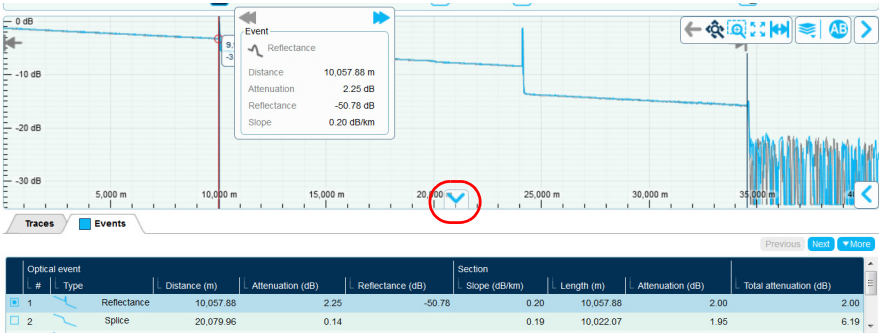 0 dB
Event
9.
-3
Reflectance
Distance 10,057.88 m
Attenuation 2.25 dB
Reflectance -50.78 dB
Slope 0.20 dB/km
AB
-10 dB
-20 dB
-30 dB
5,000 m 10,000 m 15,000 m 20,000 25,000 m 30,000 m 35,000 m
Traces Events
Previous Next More
Optical event Section
# Type Distance (m) Attenuation (dB) Reflectance (dB) Slope (dB/km) Length (m) Attenuation (dB) Total attenuation (dB)
1 Reflectance 10,057.88 2.25 -50.78 0.20 10,057.88 2.00 2.00
2 Splice 20,079.96 0.14 0.19 10,022.07 1.95 6.19